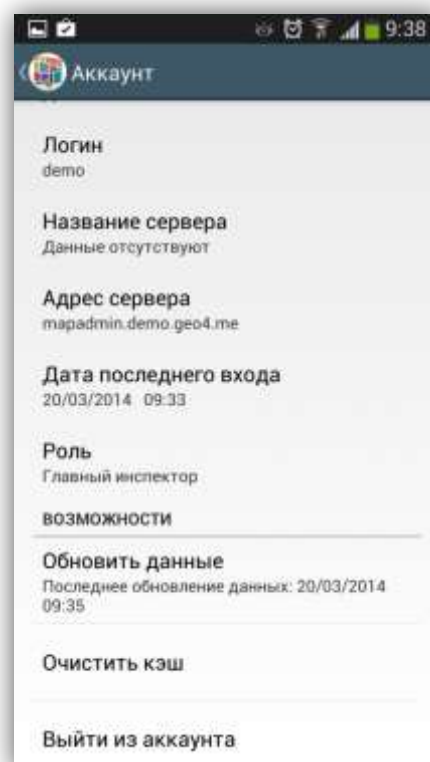 9:38
Аккаунт
Логин
demo
Название сервера
Данные отсутствуют
Адрес сервера
mapadmin.demo.geo4.me
Дата последнего входа
20/03/2014 09:33
Роль
Главный инспектор
ВОЗМОЖНОСТИ
Обновить данные
Последнее обновление данных: 20/03/2014
09:35
Очистить кэш
Выйти из аккаунта